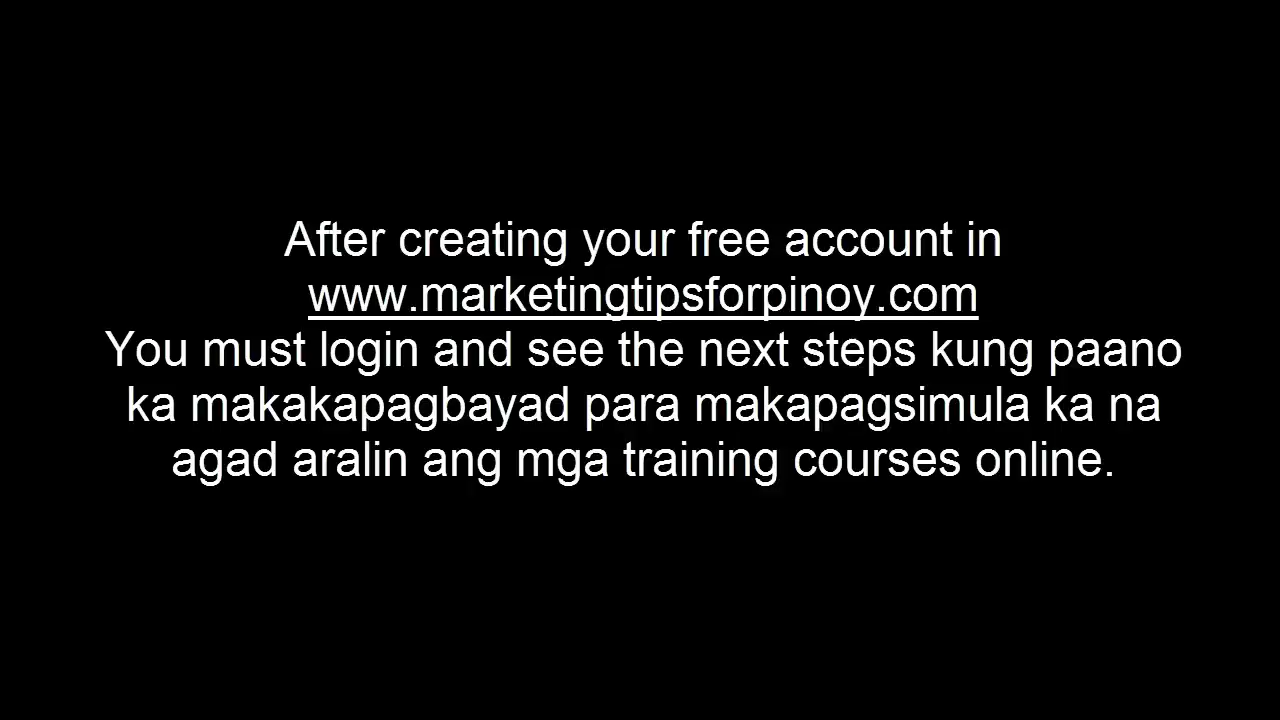 After creating your free account in
www.marketingtipsforpinoy.com
You must login and see the next steps kung paano
ka makakapagbayad para makapagsimula ka na
agad aralin ang mga training courses online.